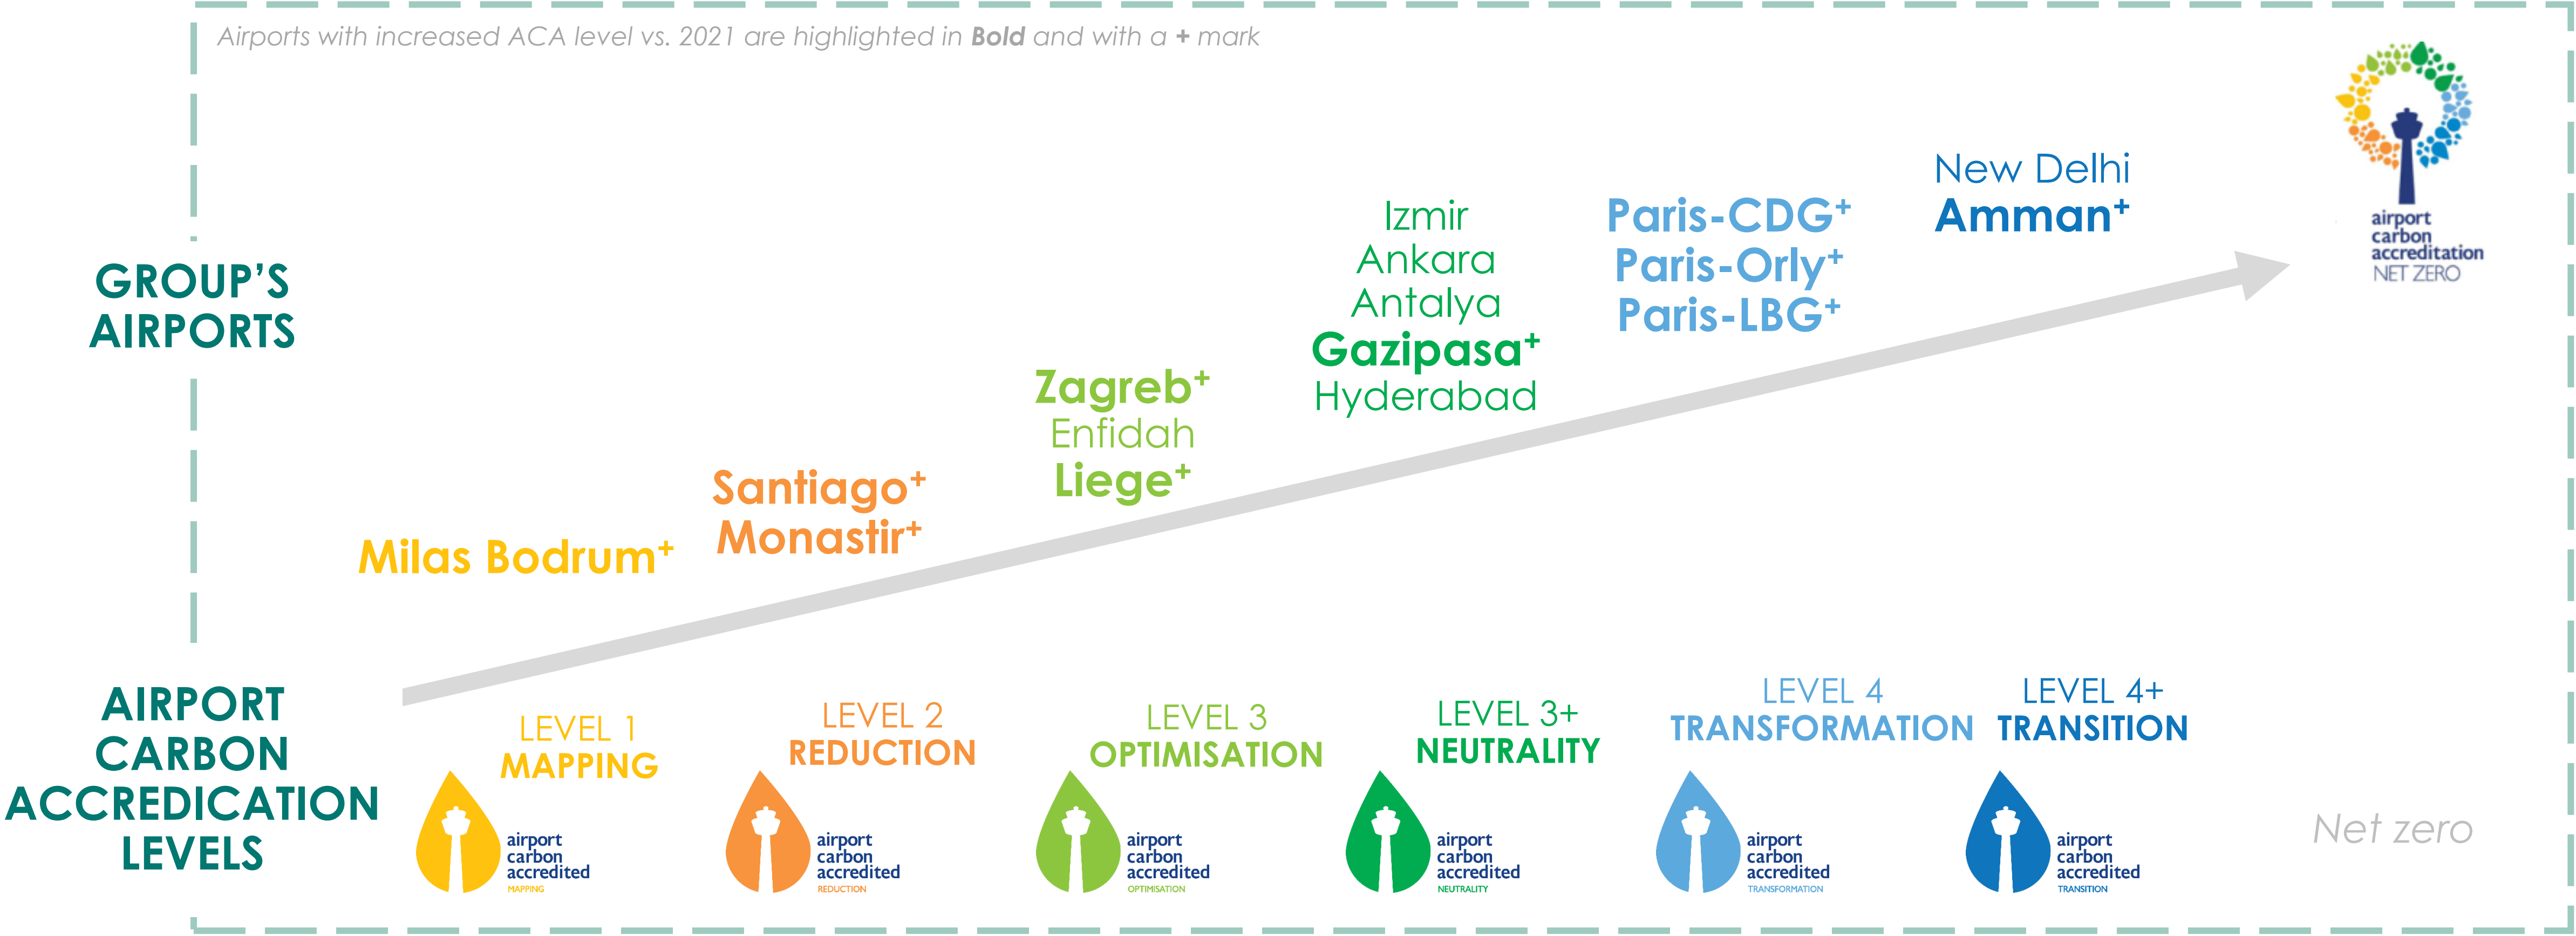 Airports with increased ACA level vs. 2021 are highlighted in Bold and with a + mark
airport
carbon
accreditation
NET ZERO
GROUP'S
AIRPORTS
Milas Bodrum+
Santiago+
Monastir+
Zagreb+
Enfidah
Liege+
Izmir
Ankara
Antalya
Gazipasa+
Hyderabad
Paris-CDG+
Paris-Orly+
Paris-LBG+
New Delhi
Amman+
AIRPORT
CARBON
ACCREDICATION
LEVELS
LEVEL 1
MAPPING
airport
carbon
accredited
MAPPING
LEVEL 2
REDUCTION
airport
carbon
accredited
REDUCTION
LEVEL 3
OPTIMISATION
airport
carbon
accredited
OPTIMISATION
LEVEL 3+
NEUTRALITY
airport
carbon
accredited
NEUTRALITY
LEVEL 4
TRANSFORMATION
airport
carbon
accredited
TRANSFORMATION
LEVEL 4+
TRANSITION
airport
carbon
accredited
TRANSITION
Net zero